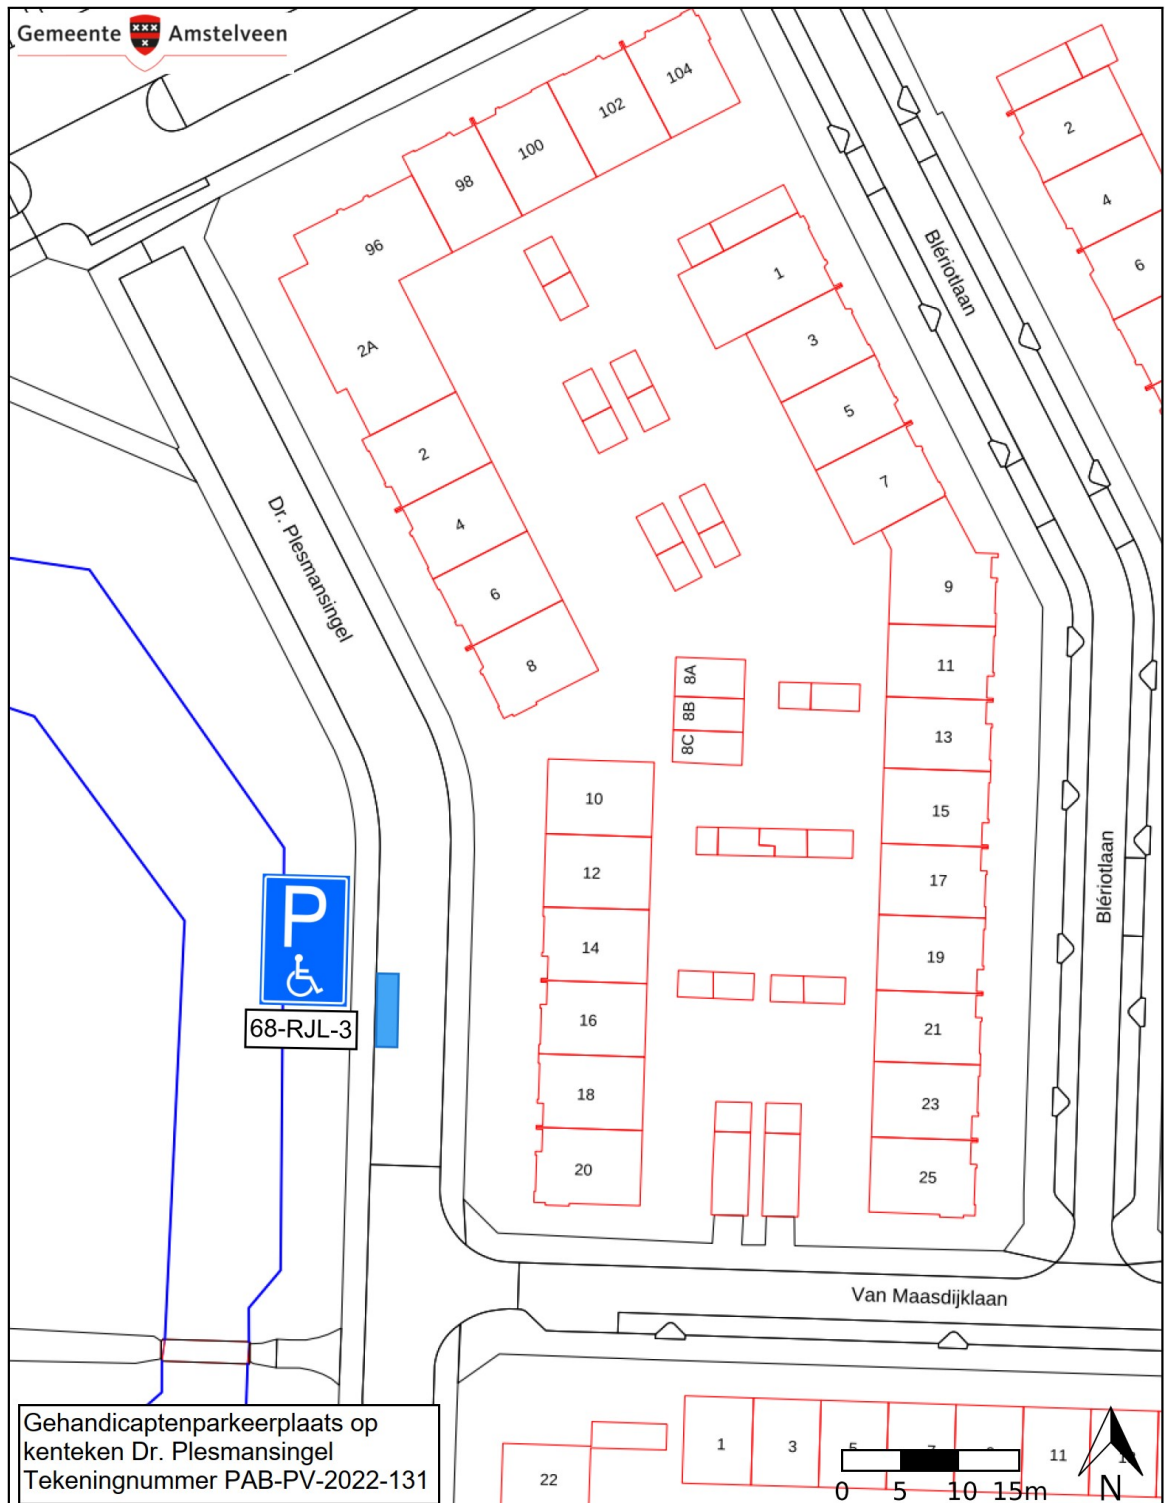 Gemeente Amstelveen
104
102
100
98
96
2A
2
4
6
8
1
3
5
7
2
4
6
Blériotlaan
Dr. Plesmansingel
9
11
13
15
17
19
21
23
25
8A
8B
8C
10
12
14
16
18
20
Blériotlaan
P
68-RJL-3
Van Maasdijklaan
1
3
11
22
Gehandicaptenparkeerplaats op
kenteken Dr. Plesmansingel
Tekeningnummer PAB-PV-2022-131
0 5 10 15m
N